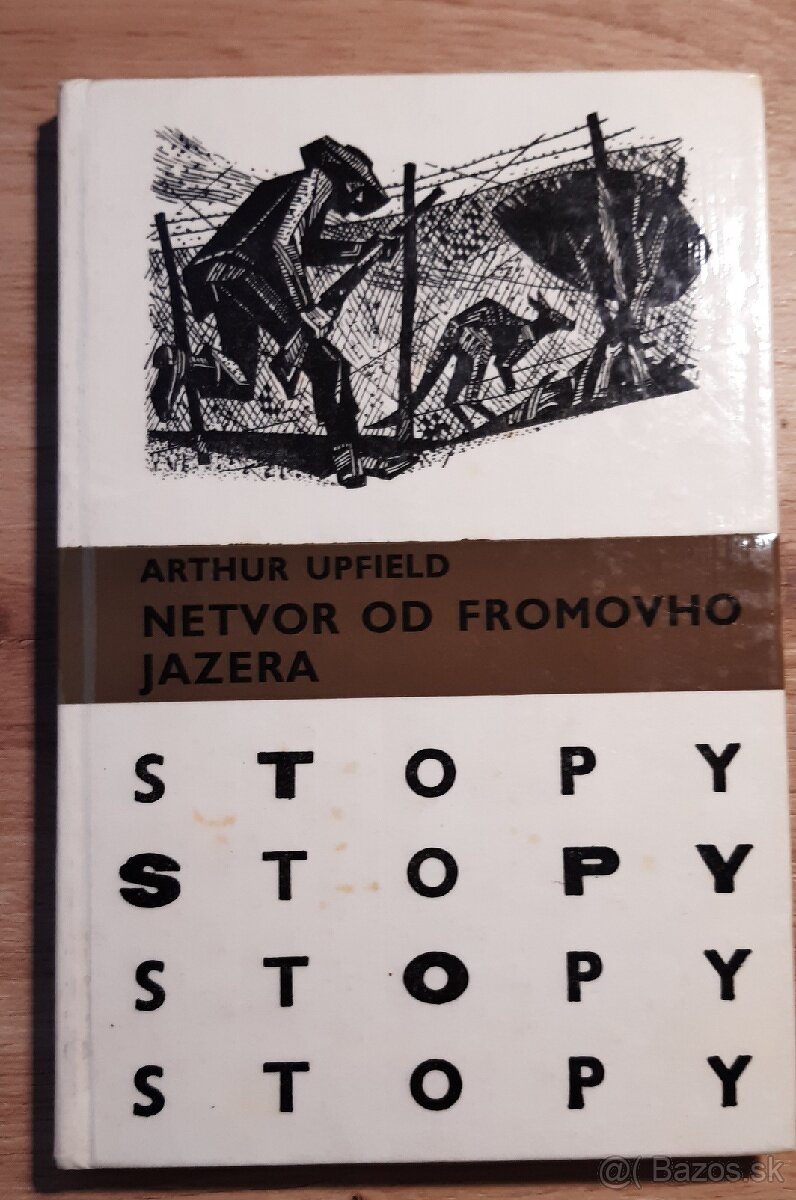 ARTHUR UPFIELD
NETVOR OD FROMOVHO
JAZERA
S T O P Y
S T O P Y
S T O P Y
S T O P Y
@( Bazos.sk